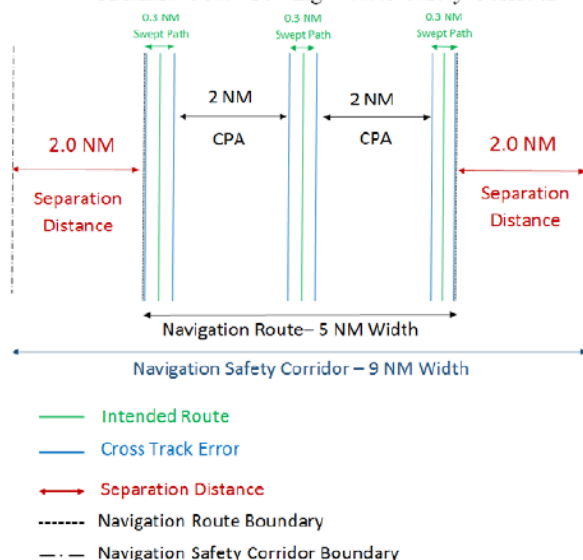 0.3 NM
Swept Path
0.3 NM
Swept Path
0.3 NM
Swept Path
2 NM
CPA
2 NM
CPA
2.0 NM
Separation
Distance
2.0 NM
Separation
Distance
Navigation Route– 5 NM Width
Navigation Safety Corridor – 9 NM Width
Intended Route
Cross Track Error
Separation Distance
Navigation Route Boundary
Navigation Safety Corridor Boundary